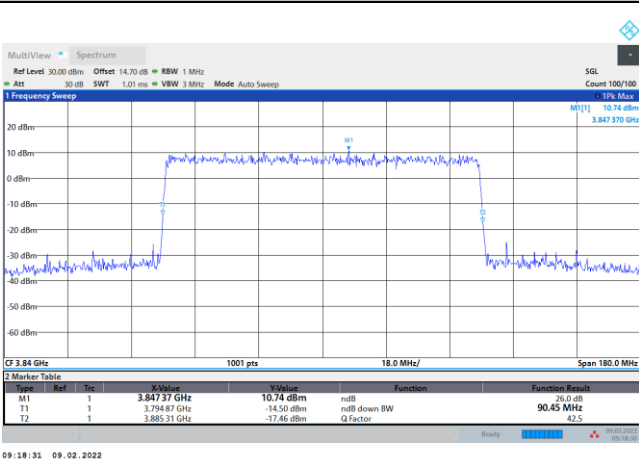 MultiView Spectrum
Ref Level 30.00 dBm Offset 14.70 dB RBW 1 MHz SGL
Att 30 dB SWT 1.01 ms VBW 3 MHz Mode Auto Sweep Count 100/100
1 Frequency Sweep 1Pk Max
M1[1] 10.74 dBm
3.847 370 GHz
20 dBm
M1
10 dBm
0 dBm
-10 dBm
T1
T2
-20 dBm
-30 dBm
-40 dBm
-50 dBm
-60 dBm
CF 3.84 GHz 1001 pts 18.0 MHz/ Span 180.0 MHz
2 Marker Table
Type Ref Trc X-Value Y-Value Function Function Result
M1 1 3.847 37 GHz 10.74 dBm ndB 26.0 dB
T1 1 3.794 87 GHz -14.50 dBm ndB down BW 90.45 MHz
T2 1 3.885 31 GHz -17.46 dBm Q Factor 42.5
Ready 09.02.2022
09:18:30
09:18:31 09.02.2022